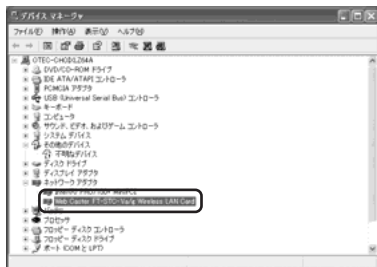 デバイス マネージャ
ファイル(F) 操作(A) 表示(V) ヘルプ(H)
DVD/CD-ROM ドライブ
IDE ATA/ATAPI コントローラ
PCMCIA アダプタ
USB (Universal Serial Bus) コントローラ
キーボード
コンピュータ
サウンド、ビデオ、およびゲーム コントローラ
システム デバイス
その他のデバイス
不明なデバイス
ディスク ドライブ
ディスプレイ アダプタ
ネットワーク アダプタ
Web Caster FT-STC-Va/g Wireless LAN Card
プロセッサ
フロッピー ディスク コントローラ
フロッピー ディスク ドライブ
ポート (COM と LPT)